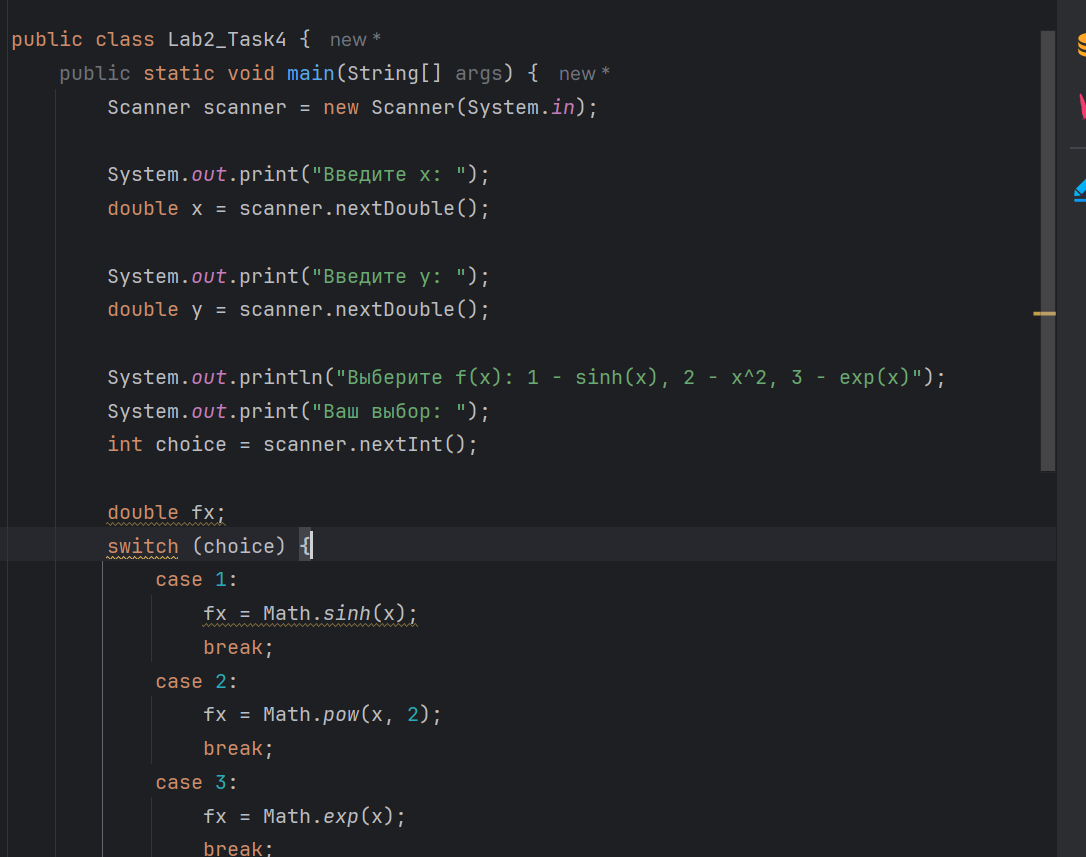 public class Lab2_Task4 { new *
public static void main(String[] args) { new *
Scanner scanner = new Scanner(System.in);
System.out.print("Введите x: ");
double x = scanner.nextDouble();
System.out.print("Введите y: ");
double y = scanner.nextDouble();
System.out.println("Выберите f(x): 1 - sinh(x), 2 - x^2, 3 - exp(x)");
System.out.print("Ваш выбор: ");
int choice = scanner.nextInt();
double fx;
switch (choice) {
case 1:
fx = Math.sinh(x);
break;
case 2:
fx = Math.pow(x, 2);
break;
case 3:
fx = Math.exp(x);
break;